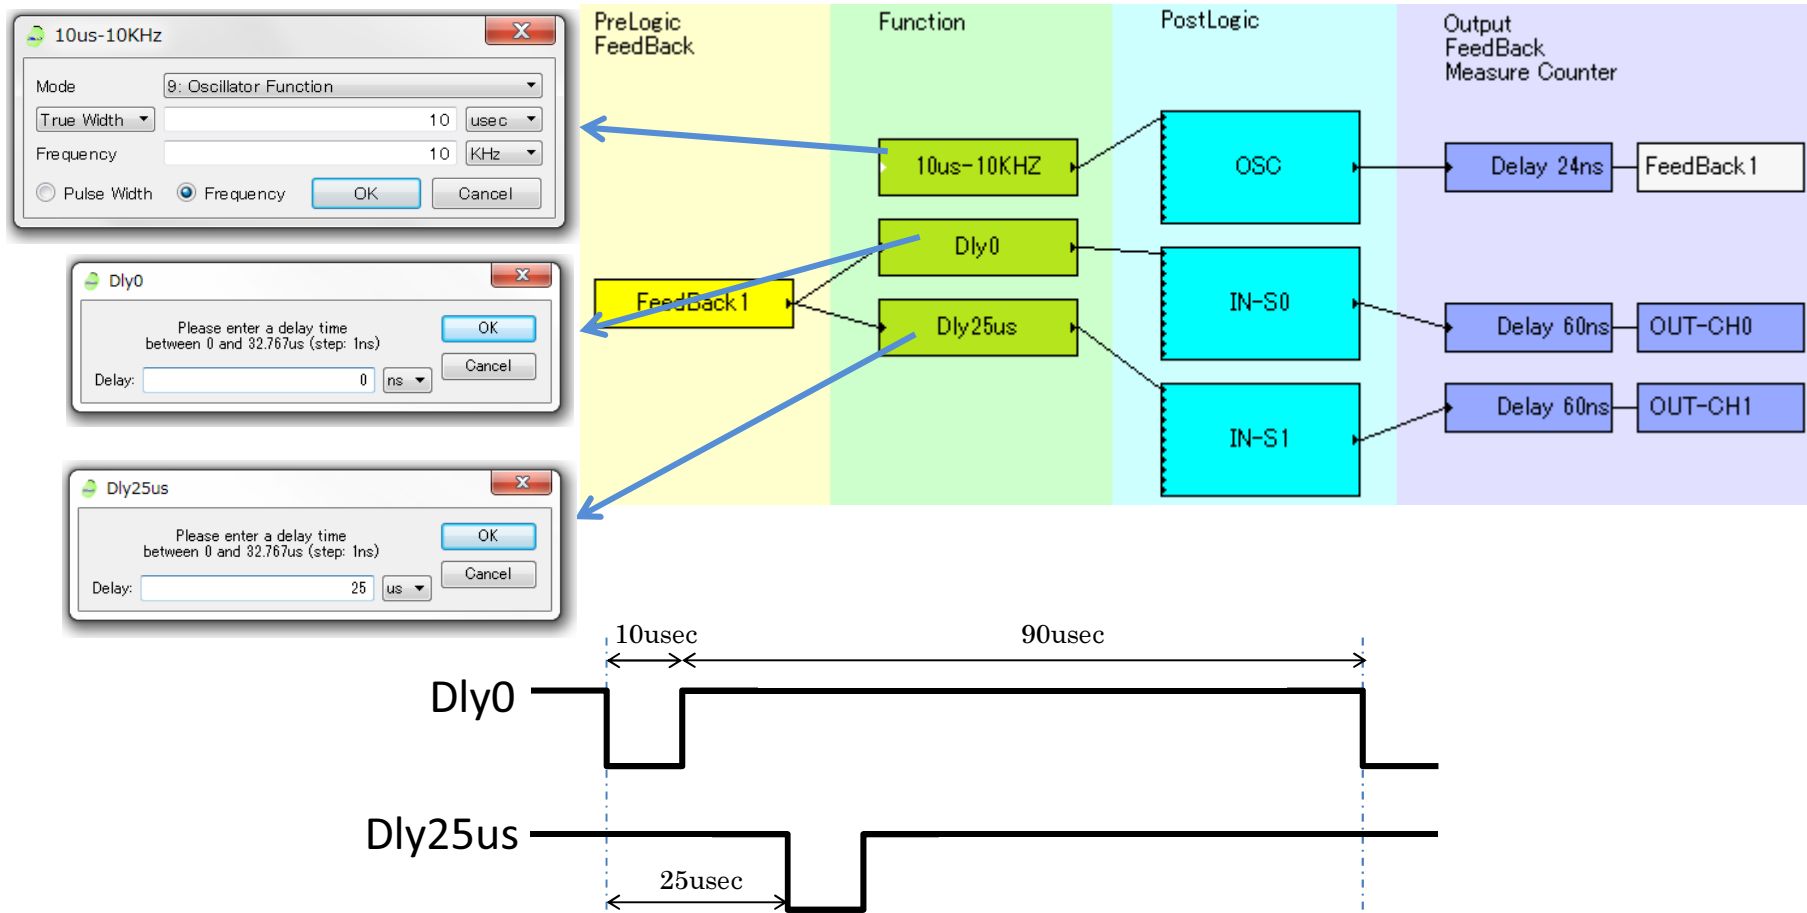 10us-10KHz
X
Mode
9: Oscillator Function
True Width
10
usec
Frequency
10
KHz
Pulse Width
Frequency
OK
Cancel
Dly0
X
Please enter a delay time
between 0 and 32.767us (step: 1ns)
Delay:
0
ns
OK
Cancel
Dly25us
X
Please enter a delay time
between 0 and 32.767us (step: 1ns)
Delay:
25
us
OK
Cancel
PreLogic
FeedBack
Function
PostLogic
Output
FeedBack
Measure Counter
10us-10KHZ
OSC
Delay 24ns
FeedBack1
FeedBack1
Dly0
Dly25us
IN-S0
IN-S1
Delay 60ns
OUT-CH0
Delay 60ns
OUT-CH1
10usec
90usec
Dly0
Dly25us
25usec